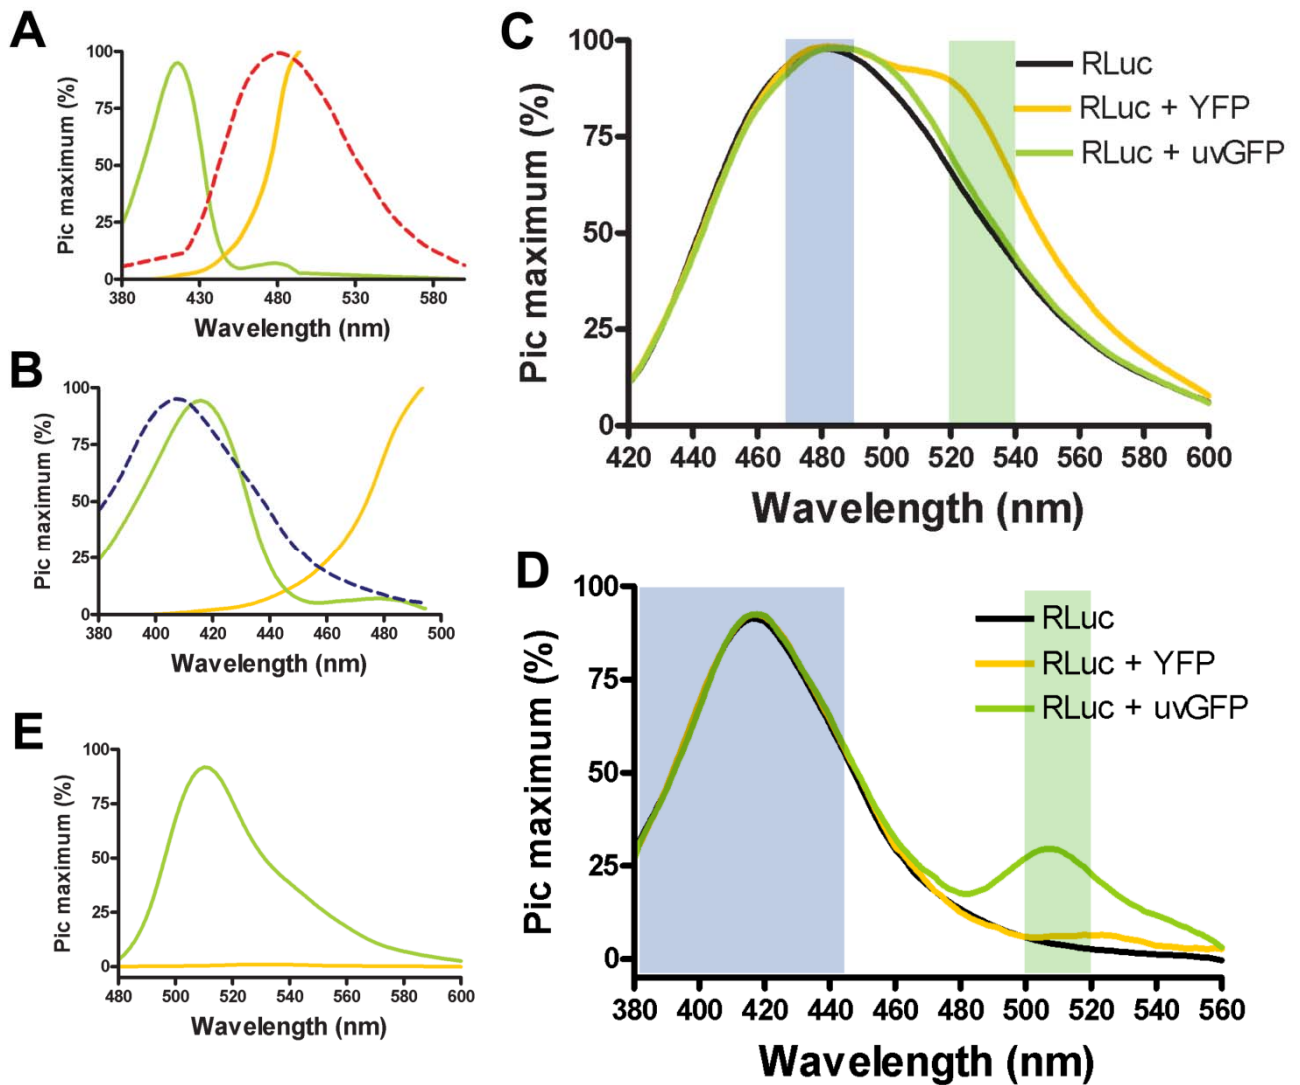 A
100
75
50
25
0
Pic maximum (%)
380 430 480 530 580
Wavelength (nm)
B
100
75
50
25
0
Pic maximum (%)
380 400 420 440 460 480 500
Wavelength (nm)
E
100
75
50
25
0
Pic maximum (%)
480 500 520 540 560 580 600
Wavelength (nm)
C
100
75
50
25
0
Pic maximum (%)
RLuc
RLuc + YFP
RLuc + uvGFP
420 440 460 480 500 520 540 560 580 600
Wavelength (nm)
D
100
75
50
25
0
Pic maximum (%)
RLuc
RLuc + YFP
RLuc + uvGFP
380 400 420 440 460 480 500 520 540 560
Wavelength (nm)